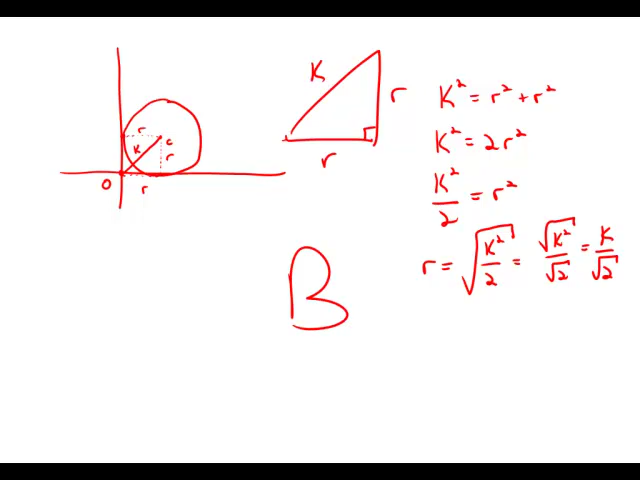 r
K
c
r
O
r
K
r
r
K² = r² + r²
K² = 2r²
K²/2 = r²
r = √(K²/2) = √K²/√2 = K/√2
B